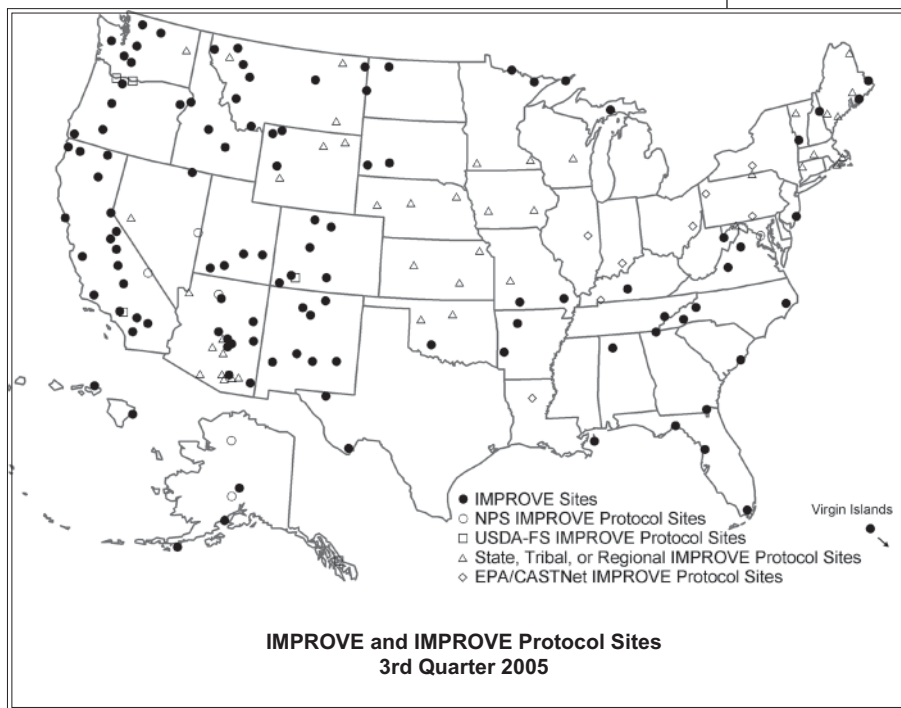 Virgin Islands
IMPROVE Sites
NPS IMPROVE Protocol Sites
USDA-FS IMPROVE Protocol Sites
State, Tribal, or Regional IMPROVE Protocol Sites
EPA/CASTNet IMPROVE Protocol Sites
IMPROVE and IMPROVE Protocol Sites
3rd Quarter 2005